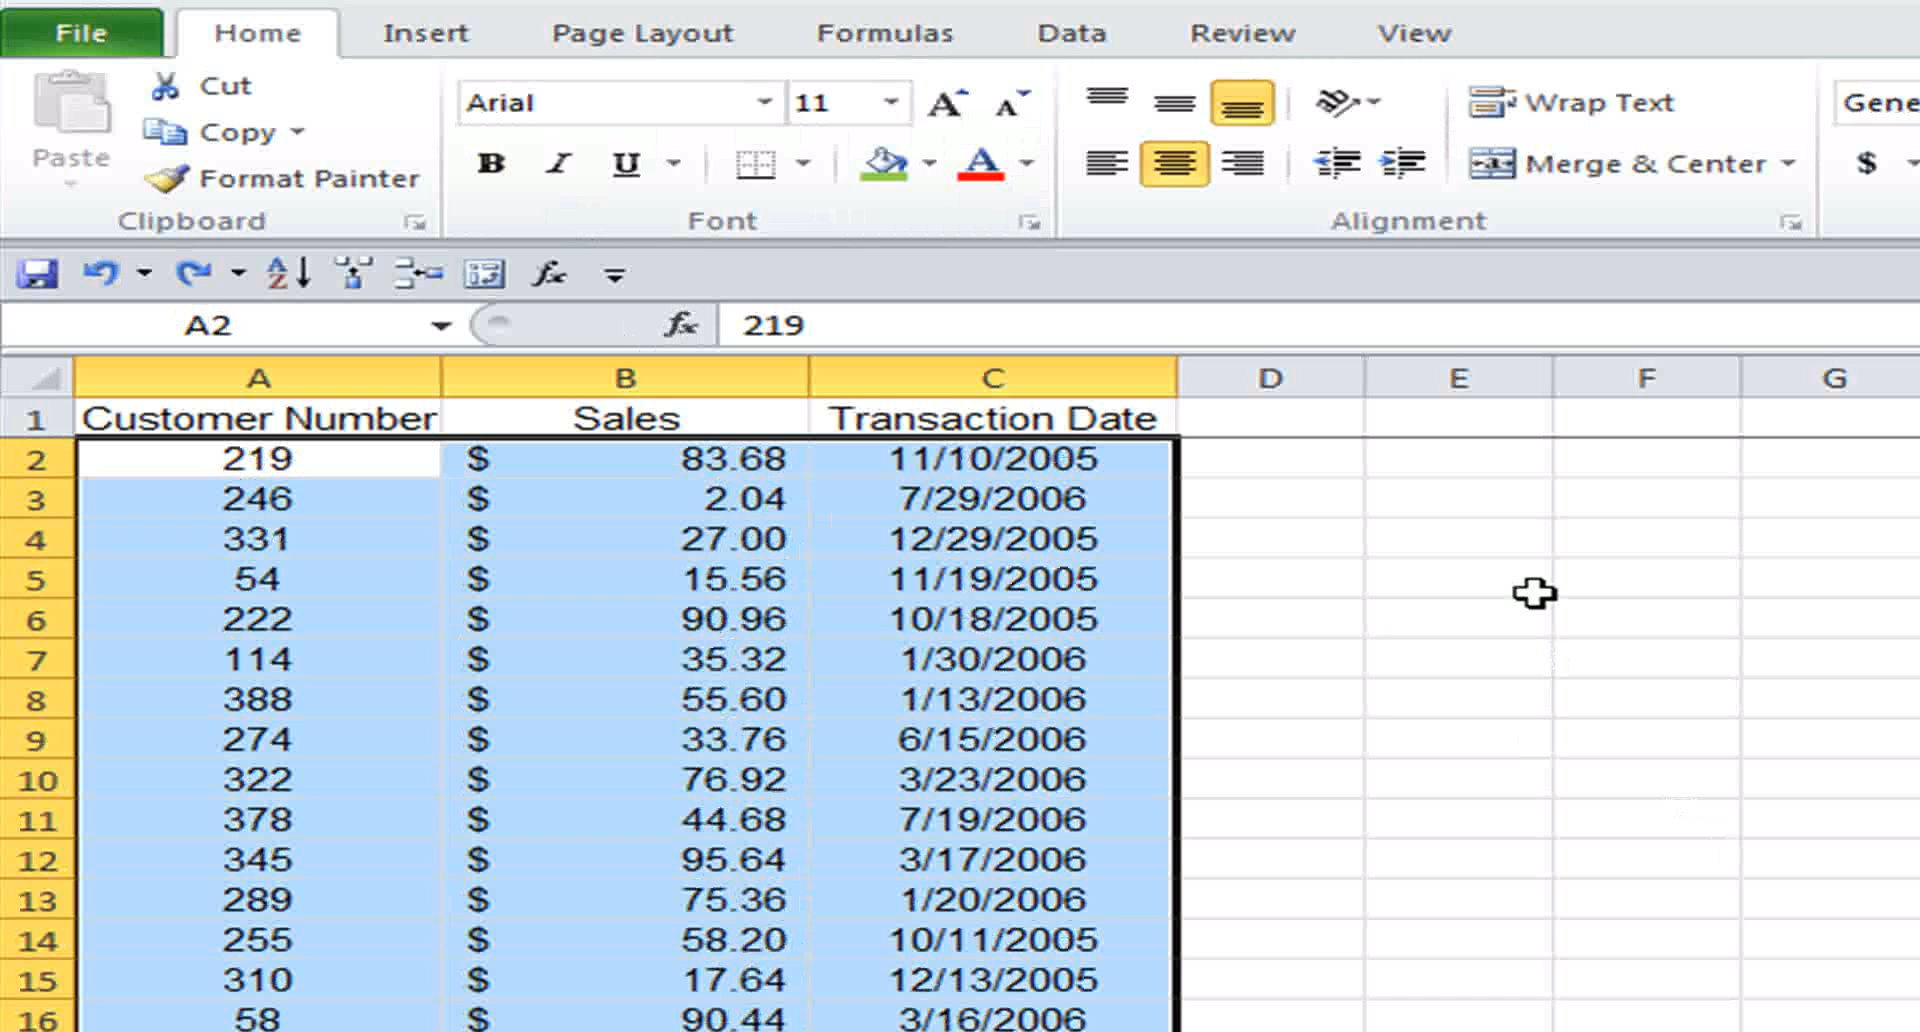 File Home Insert Page Layout Formulas Data Review View
Cut
Copy
Paste
Format Painter
Clipboard
Arial 11 A A
B I U A
Font
ab
Wrap Text
Merge & Center
Alignment
Gene
$
A Z fx
A2 fx 219
A B C D E F G
1 Customer Number Sales Transaction Date
2 219 $ 83.68 11/10/2005
3 246 $ 2.04 7/29/2006
4 331 $ 27.00 12/29/2005
5 54 $ 15.56 11/19/2005
6 222 $ 90.96 10/18/2005
7 114 $ 35.32 1/30/2006
8 388 $ 55.60 1/13/2006
9 274 $ 33.76 6/15/2006
10 322 $ 76.92 3/23/2006
11 378 $ 44.68 7/19/2006
12 345 $ 95.64 3/17/2006
13 289 $ 75.36 1/20/2006
14 255 $ 58.20 10/11/2005
15 310 $ 17.64 12/13/2005
16 58 $ 90.44 3/16/2006